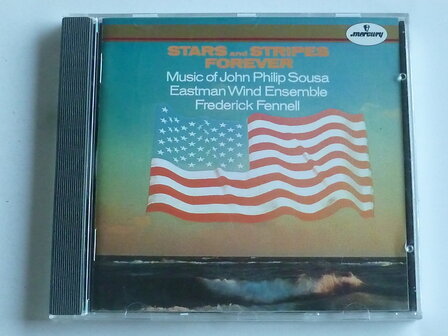 mercury
STARS and STRIPES
FOREVER
Music of John Philip Sousa
Eastman Wind Ensemble
Frederick Fennell